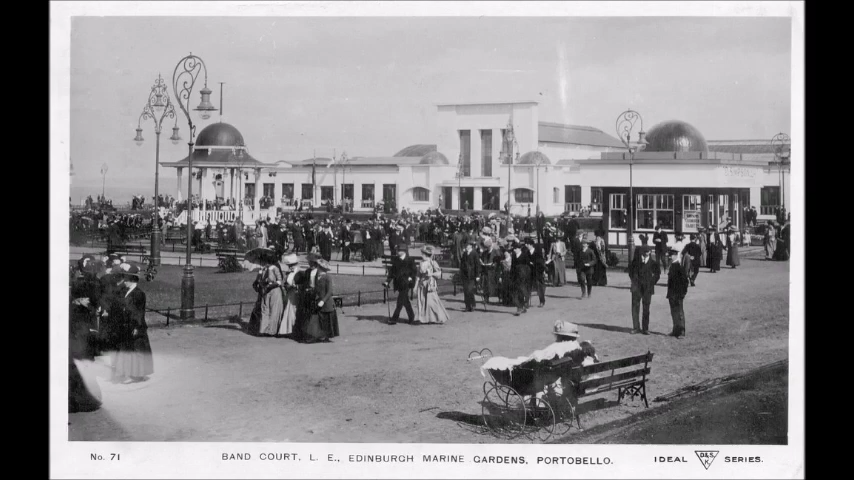 No. 71 BAND COURT, L. E., EDINBURGH MARINE GARDENS, PORTOBELLO. IDEAL D&S. K SERIES.